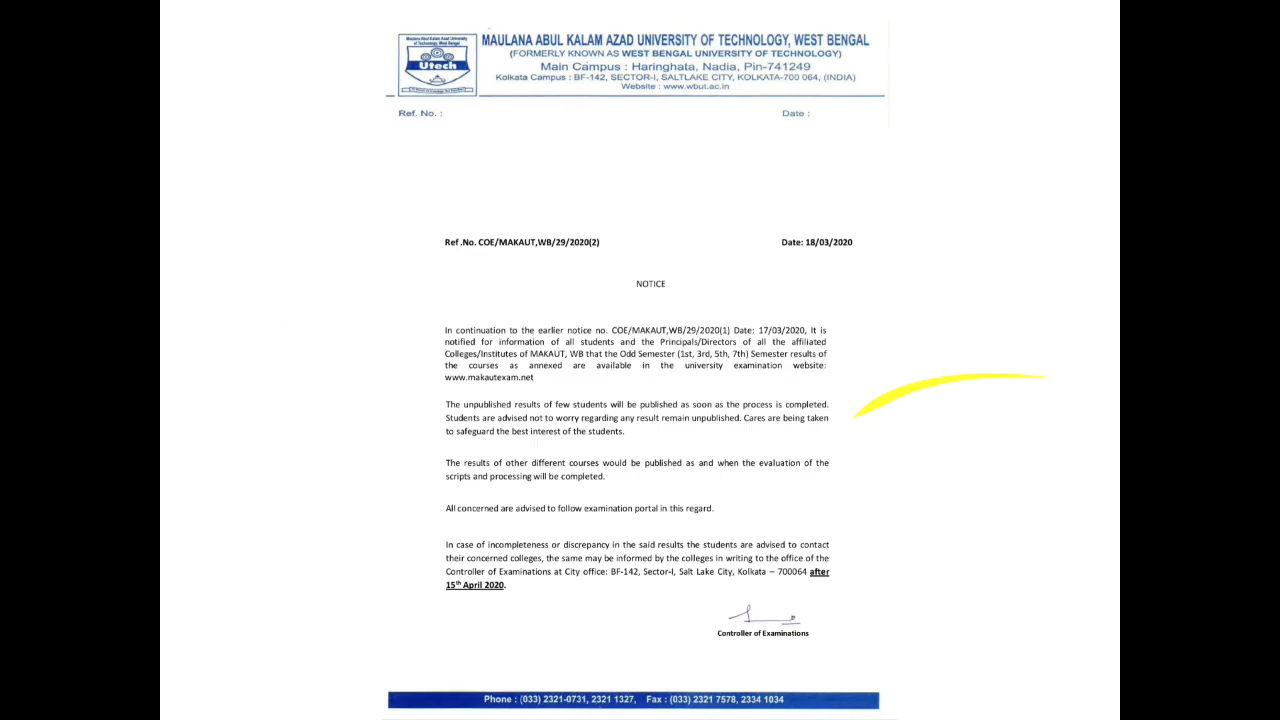 Maulana Abul Kalam Azad University
of Technology, West Bengal
Utech
MAULANA ABUL KALAM AZAD UNIVERSITY OF TECHNOLOGY, WEST BENGAL
(FORMERLY KNOWN AS WEST BENGAL UNIVERSITY OF TECHNOLOGY)
Main Campus : Haringhata, Nadia, Pin-741249
Kolkata Campus : BF-142, SECTOR-I, SALTLAKE CITY, KOLKATA-700 064, (INDIA)
Website : www.wbut.ac.in
Ref. No. :
Date :
Ref .No. COE/MAKAUT,WB/29/2020(2)
Date: 18/03/2020
NOTICE
In continuation to the earlier notice no. COE/MAKAUT,WB/29/2020(1) Date: 17/03/2020, It is
notified for information of all students and the Principals/Directors of all the affiliated
Colleges/Institutes of MAKAUT, WB that the Odd Semester (1st, 3rd, 5th, 7th) Semester results of
the courses as annexed are available in the university examination website:
www.makautexam.net
The unpublished results of few students will be published as soon as the process is completed.
Students are advised not to worry regarding any result remain unpublished. Cares are being taken
to safeguard the best interest of the students.
The results of other different courses would be published as and when the evaluation of the
scripts and processing will be completed.
All concerned are advised to follow examination portal in this regard.
In case of incompleteness or discrepancy in the said results the students are advised to contact
their concerned colleges, the same may be informed by the colleges in writing to the office of the
Controller of Examinations at City office: BF-142, Sector-I, Salt Lake City, Kolkata – 700064 after
15th April 2020.
Controller of Examinations
Phone : (033) 2321-0731, 2321 1327, Fax : (033) 2321 7578, 2334 1034